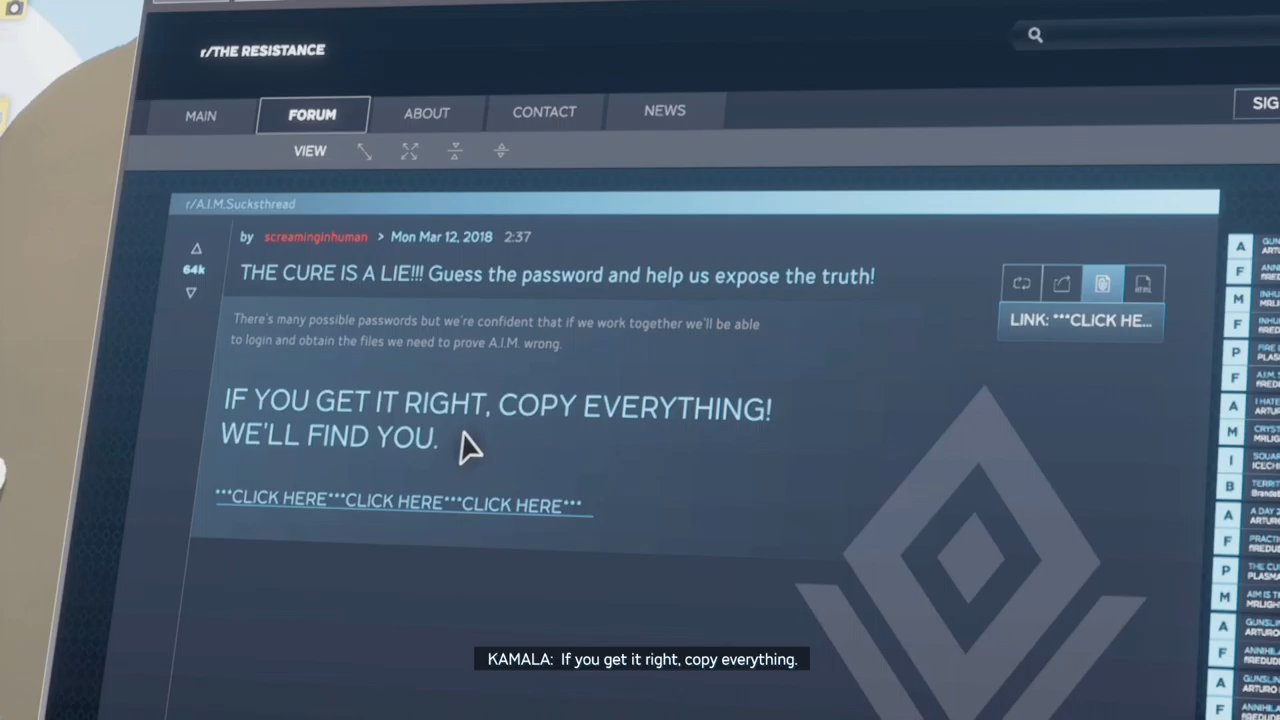 r/THE RESISTANCE
MAIN
FORUM
ABOUT
CONTACT
NEWS
SIG
VIEW
r/A.I.M.Sucksthread
by screaminginhuman > Mon Mar 12, 2018 2:37
64k
THE CURE IS A LIE!!! Guess the password and help us expose the truth!
There's many possible passwords but we're confident that if we work together we'll be able
to login and obtain the files we need to prove A.I.M. wrong.
LINK: ***CLICK HE...
IF YOU GET IT RIGHT, COPY EVERYTHING!
WE'LL FIND YOU.
***CLICK HERE***CLICK HERE***CLICK HERE***
A
F
M
F
P
F
A
M
I
B
A
F
P
M
A
F
A
F
KAMALA: If you get it right, copy everything.